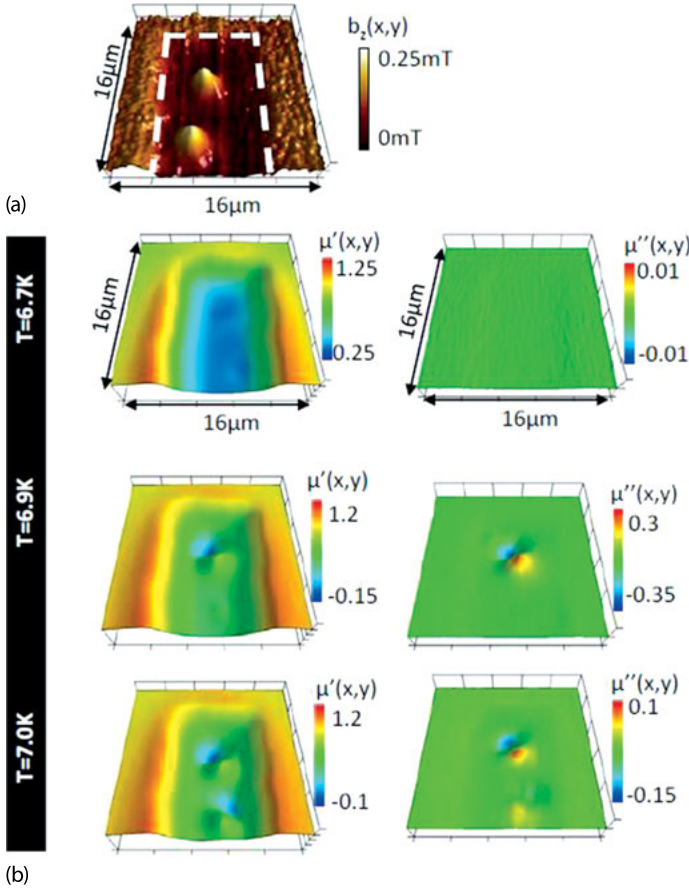 b_z(x,y)
0.25mT
0mT
16μm
16μm
(a)
T=6.7K
μ'(x,y)
1.25
0.25
16μm
16μm
μ''(x,y)
0.01
-0.01
16μm
16μm
T=6.9K
μ'(x,y)
1.2
-0.15
μ''(x,y)
0.3
-0.35
T=7.0K
μ'(x,y)
1.2
-0.1
μ''(x,y)
0.1
-0.15
(b)